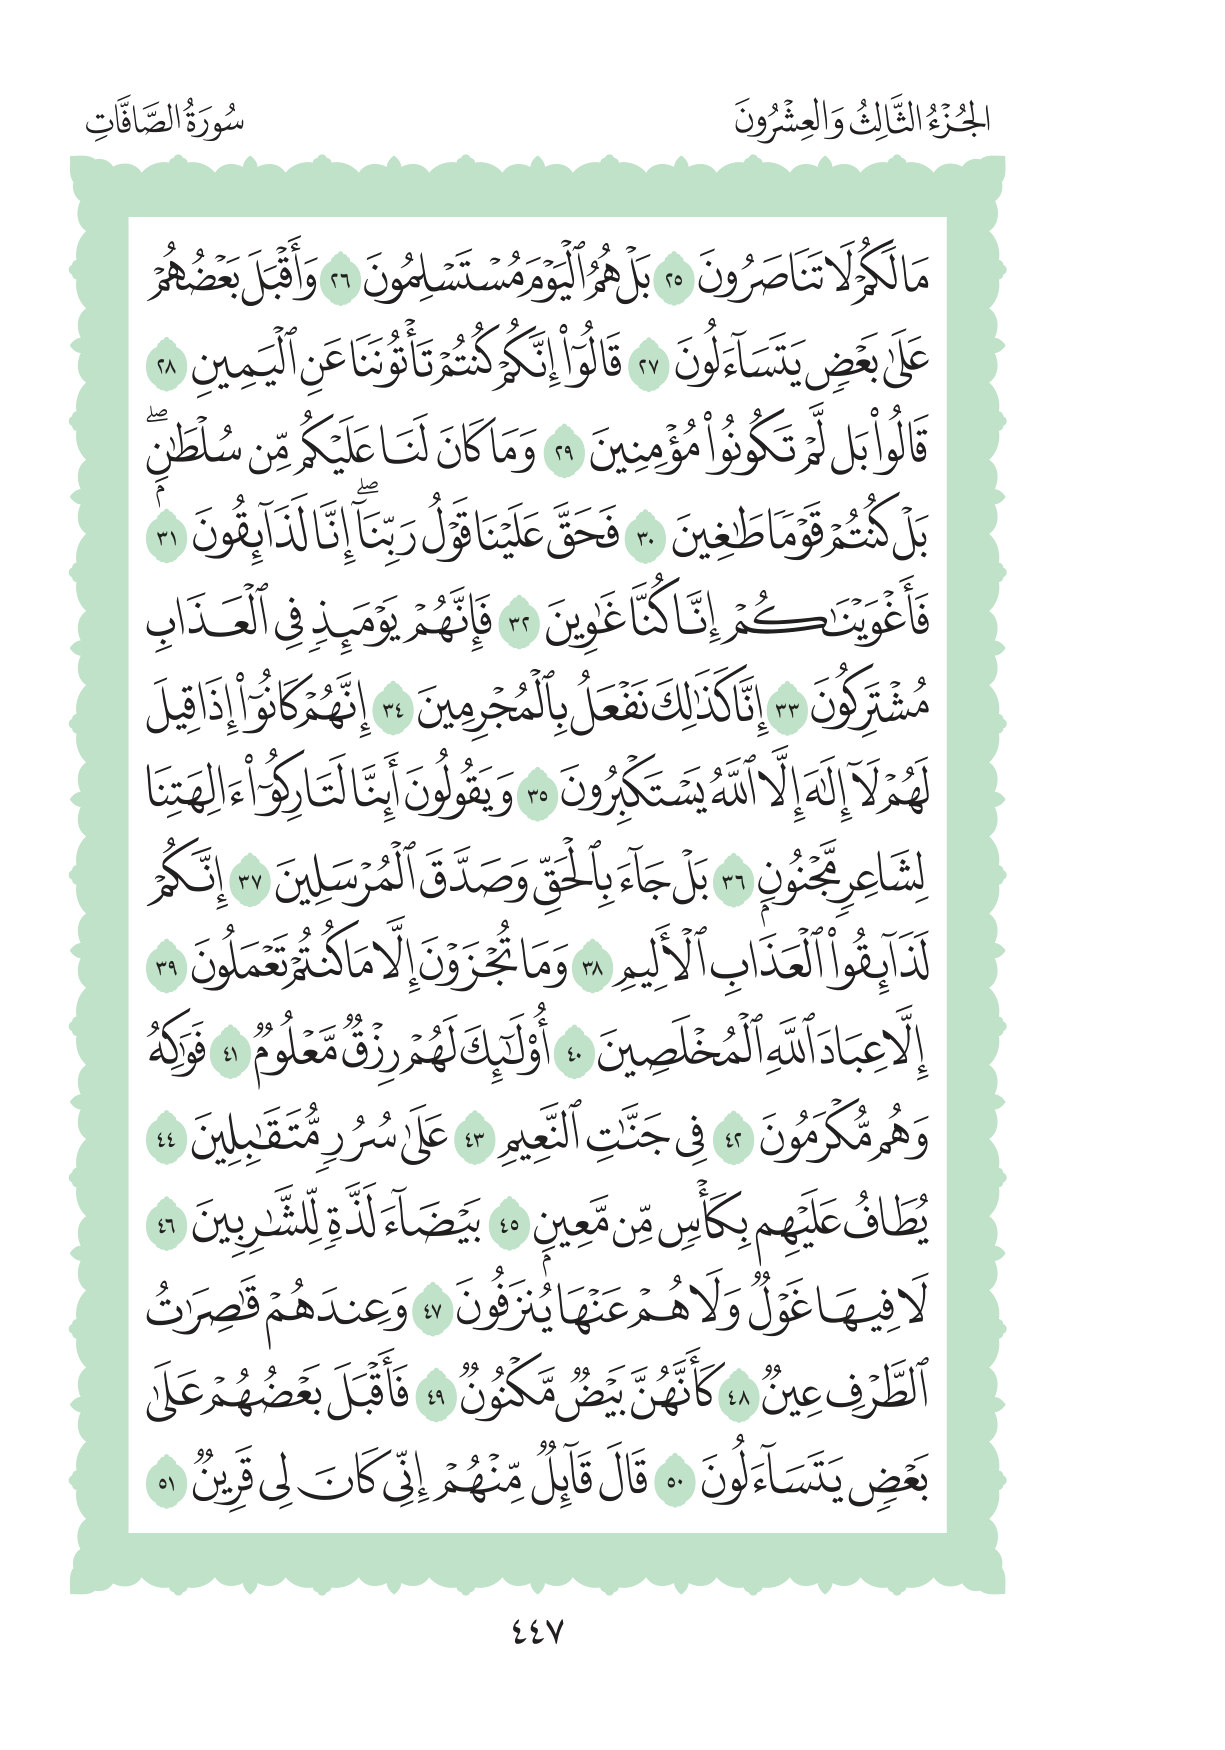 الجُزْءُ الثَّالِثُ وَالعِشْرُونَ
سُورَةُ الصَّافَّاتِ
مَا لَكُمْ لَا تَنَاصَرُونَ ٢٥ بَلْ هُمُ ٱلْيَوْمَ مُسْتَسْلِمُونَ ٢٦ وَأَقْبَلَ بَعْضُهُمْ
عَلَىٰ بَعْضٍ يَتَسَآءَلُونَ ٢٧ قَالُوٓا۟ إِنَّكُمْ كُنتُمْ تَأْتُونَنَا عَنِ ٱلْيَمِينِ ٢٨
قَالُوا۟ بَل لَّمْ تَكُونُوا۟ مُؤْمِنِينَ ٢٩ وَمَا كَانَ لَنَا عَلَيْكُم مِّن سُلْطَٰنٍۭ ۖ
بَلْ كُنتُمْ قَوْمًا طَٰغِينَ ٣٠ فَحَقَّ عَلَيْنَا قَوْلُ رَبِّنَآ ۖ إِنَّا لَذَآئِقُونَ ٣١
فَأَغْوَيْنَٰكُمْ إِنَّا كُنَّا غَٰوِينَ ٣٢ فَإِنَّهُمْ يَوْمَئِذٍ فِى ٱلْعَذَابِ
مُشْتَرِكُونَ ٣٣ إِنَّا كَذَٰلِكَ نَفْعَلُ بِٱلْمُجْرِمِينَ ٣٤ إِنَّهُمْ كَانُوٓا۟ إِذَا قِيلَ
لَهُمْ لَآ إِلَٰهَ إِلَّا ٱللَّهُ يَسْتَكْبِرُونَ ٣٥ وَيَقُولُونَ أَئِنَّا لَتَارِكُوٓا۟ ءَالِهَتِنَا
لِشَاعِرٍ مَّجْنُونٍۭ ٣٦ بَلْ جَآءَ بِٱلْحَقِّ وَصَدَّقَ ٱلْمُرْسَلِينَ ٣٧ إِنَّكُمْ
لَذَآئِقُوا۟ ٱلْعَذَابِ ٱلْأَلِيمِ ٣٨ وَمَا تُجْزَوْنَ إِلَّا مَا كُنتُمْ تَعْمَلُونَ ٣٩
إِلَّا عِبَادَ ٱللَّهِ ٱلْمُخْلَصِينَ ٤٠ أُو۟لَٰٓئِكَ لَهُمْ رِزْقٌ مَّعْلُومٌ ٤١ فَوَٰكِهُ
وَهُم مُّكْرَمُونَ ٤٢ فِى جَنَّٰتِ ٱلنَّعِيمِ ٤٣ عَلَىٰ سُرُرٍ مُّتَقَٰبِلِينَ ٤٤
يُطَافُ عَلَيْهِم بِكَأْسٍ مِّن مَّعِينٍۭ ٤٥ بَيْضَآءَ لَذَّةٍ لِّلشَّٰرِبِينَ ٤٦
لَا فِيهَا غَوْلٌ وَلَا هُمْ عَنْهَا يُنزَفُونَ ٤٧ وَعِندَهُمْ قَٰصِرَٰتُ
ٱلطَّرْفِ عِينٌ ٤٨ كَأَنَّهُنَّ بَيْضٌ مَّكْنُونٌ ٤٩ فَأَقْبَلَ بَعْضُهُمْ عَلَىٰ
بَعْضٍ يَتَسَآءَلُونَ ٥٠ قَالَ قَآئِلٌ مِّنْهُمْ إِنِّى كَانَ لِى قَرِينٌ ٥١
٤٤٧